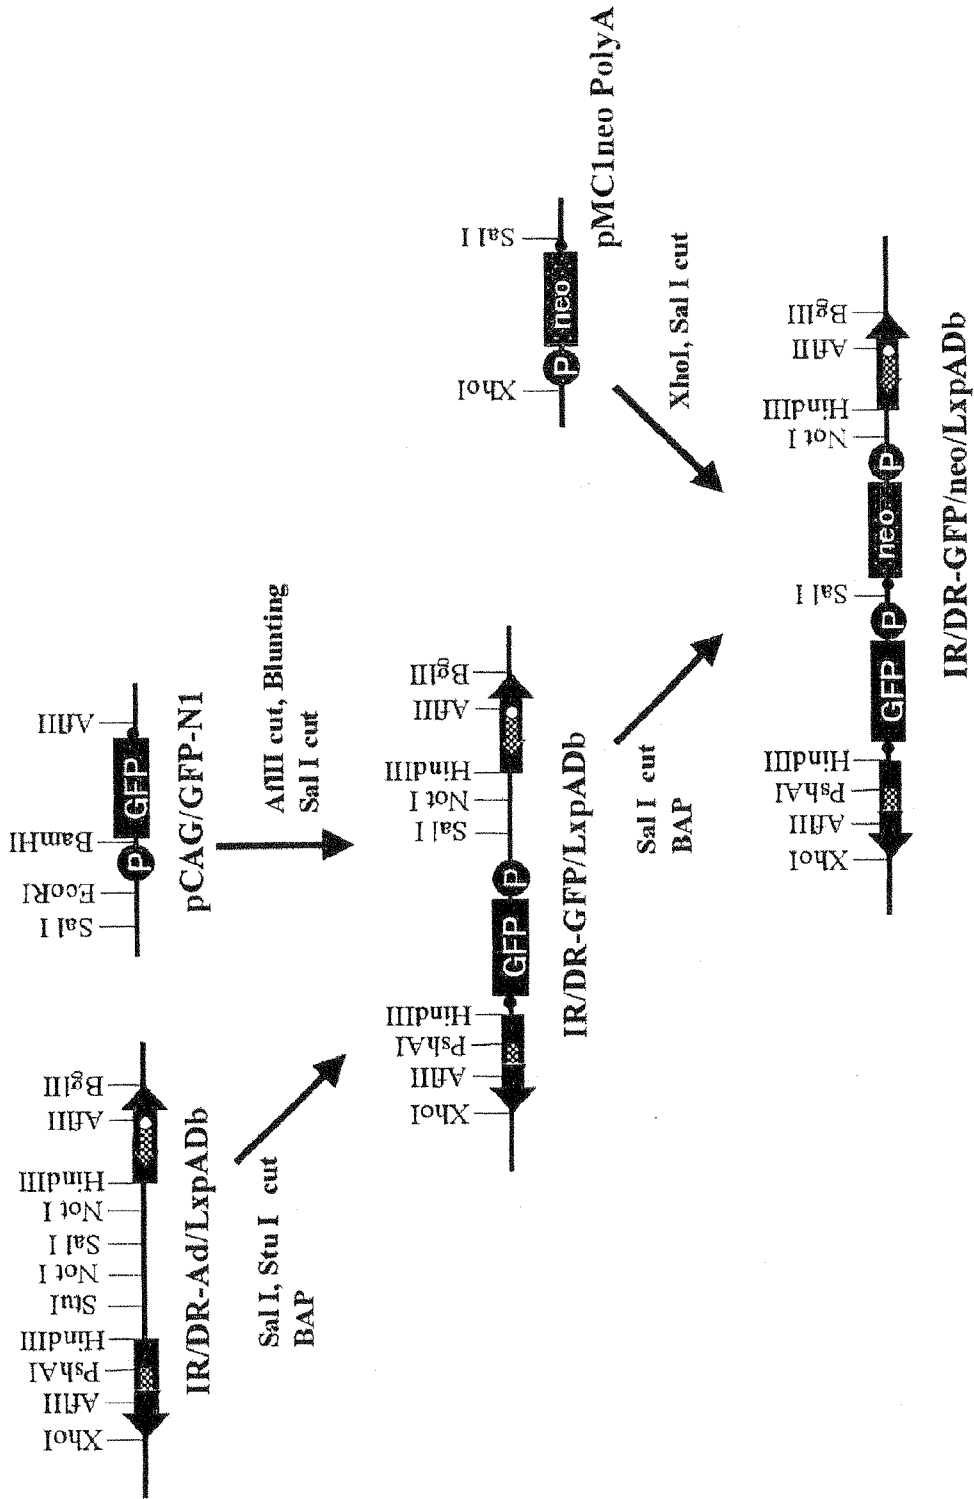 XhoI
AflII
PshAI
HindIII
StuI
Not I
Sal I
Not I
HindIII
AflII
BglII
IR/DR-Ad/LxpADb
Sal I
EcoRI
BamHI
AflII
P
GFP
pCAG/GFP-N1
Sal I, Stu I cut
BAP
AflII cut, Blunting
Sal I cut
XhoI
AflII
PshAI
HindIII
Sal I
Not I
HindIII
AflII
BglII
GFP
P
IR/DR-GFP/LxpADb
XhoI
Sal I
P
neo
pMC1neo PolyA
Sal I cut
BAP
XhoI, Sal I cut
XhoI
AflII
PshAI
HindIII
Sal I
Not I
HindIII
AflII
BglII
GFP
P
neo
P
IR/DR-GFP/neo/LxpADb